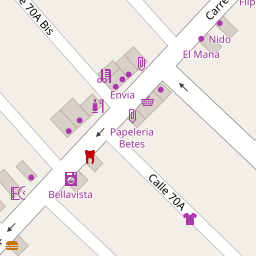 Flip
Carre
Nido
El Mana
e 70A Bis
Envia
Papeleria
Betes
Bellavista
Calle 70A